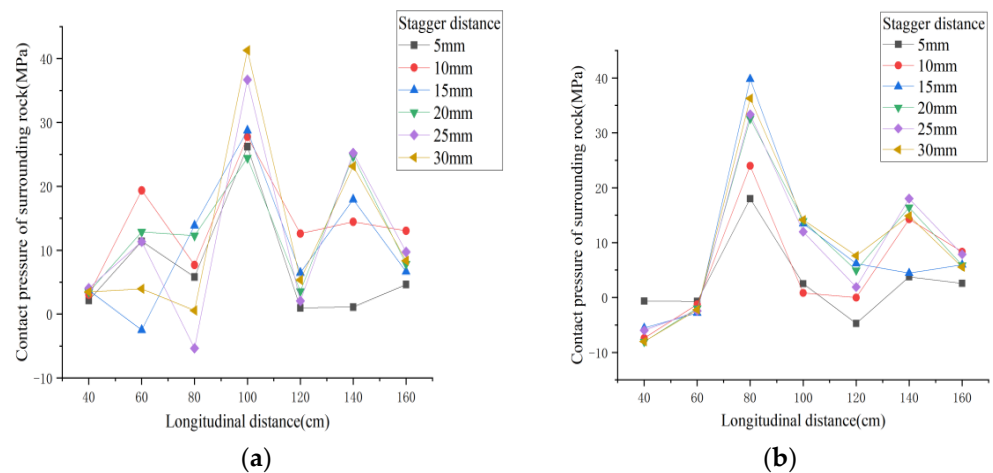 Stagger distance
5mm
10mm
15mm
20mm
25mm
30mm
Contact pressure of surrounding rock(MPa)
40
30
20
10
0
-10
40 60 80 100 120 140 160
Longitudinal distance(cm)
(a)
Stagger distance
5mm
10mm
15mm
20mm
25mm
30mm
Contact pressure of surrounding rock(MPa)
40
30
20
10
0
-10
40 60 80 100 120 140 160
Longitudinal distance(cm)
(b)